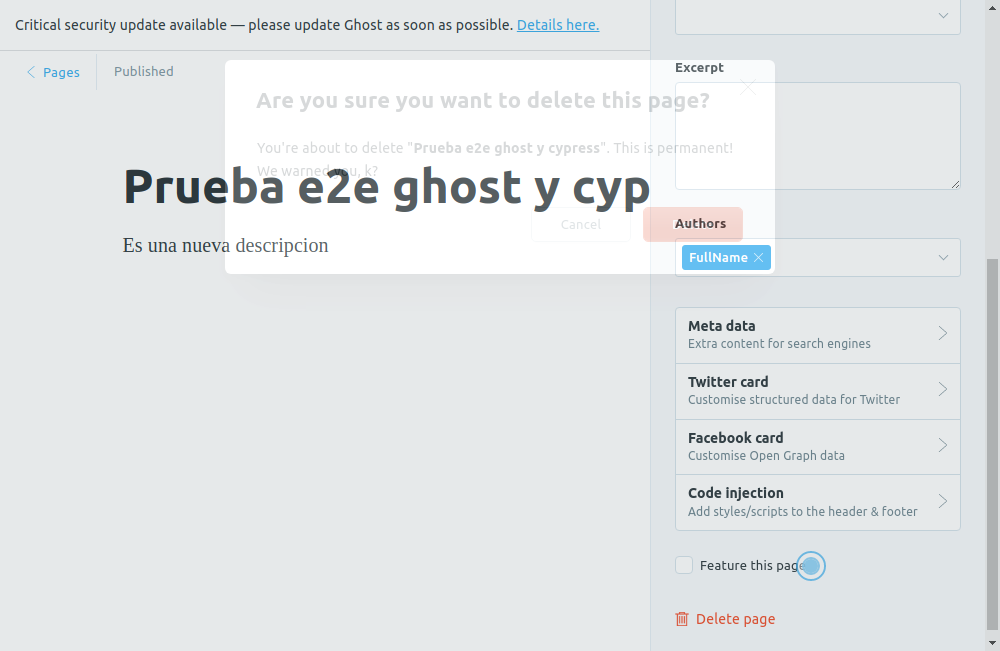 Critical security update available — please update Ghost as soon as possible. Details here.
Pages
Published
Are you sure you want to delete this page?
You're about to delete "Prueba e2e ghost y cypress". This is permanent!
We warned you, k?
Cancel
Prueba e2e ghost y cyp
Es una nueva descripcion
Excerpt
Authors
FullName
Meta data
Extra content for search engines
Twitter card
Customise structured data for Twitter
Facebook card
Customise Open Graph data
Code injection
Add styles/scripts to the header & footer
Feature this page
Delete page